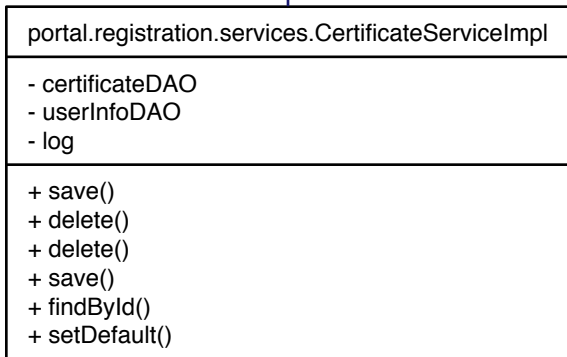 portal.registration.services.CertificateServiceImpl
- certificateDAO
- userInfoDAO
- log
+ save()
+ delete()
+ delete()
+ save()
+ findById()
+ setDefault()